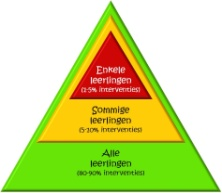 Enkele
leerlingen
(1-5% interventies)
Sommige
leerlingen
(5-10% interventies)
Alle
leerlingen
(80-90% interventies)